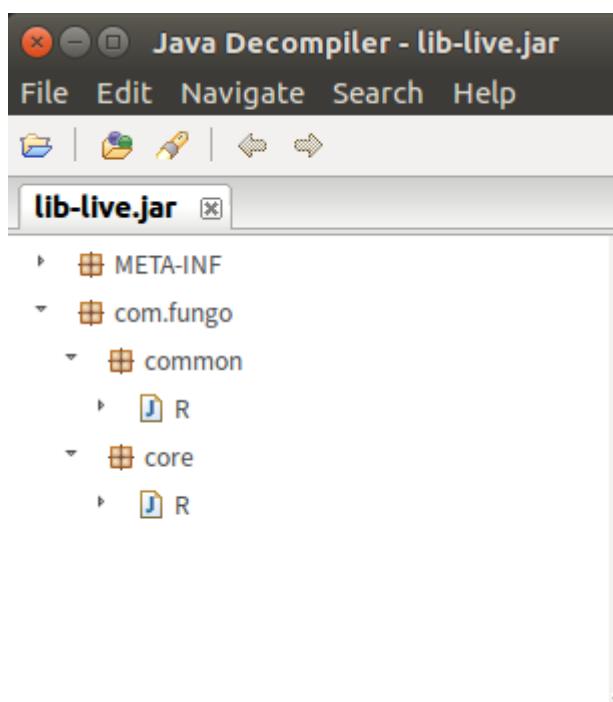 Java Decompiler - lib-live.jar
File Edit Navigate Search Help
lib-live.jar
META-INF
com.fungo
common
J R
core
J R